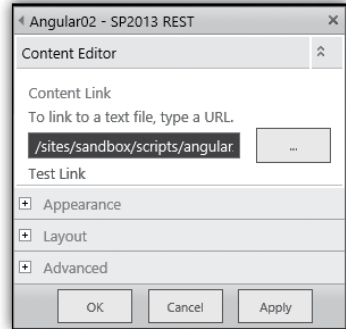 Angular02 - SP2013 REST
Content Editor
Content Link
To link to a text file, type a URL.
/sites/sandbox/scripts/angular
...
Test Link
Appearance
Layout
Advanced
OK Cancel Apply